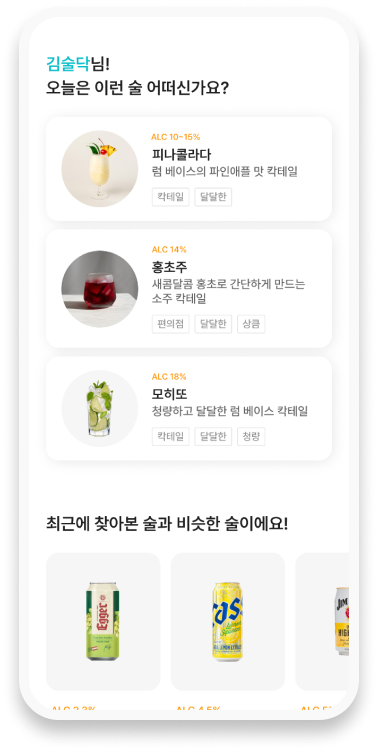 김술닥님!
오늘은 이런 술 어떠신가요?
ALC 10~15%
피나콜라다
럼 베이스의 파인애플 맛 칵테일
칵테일 달달한
ALC 14%
홍초주
새콤달콤 홍초로 간단하게 만드는
소주 칵테일
편의점 달달한 상큼
ALC 18%
모히또
청량하고 달달한 럼 베이스 칵테일
칵테일 달달한 청량
최근에 찾아본 술과 비슷한 술이에요!
Egger
Cass
JIM
HIGH
ALC
ALC 4.5%
ALC